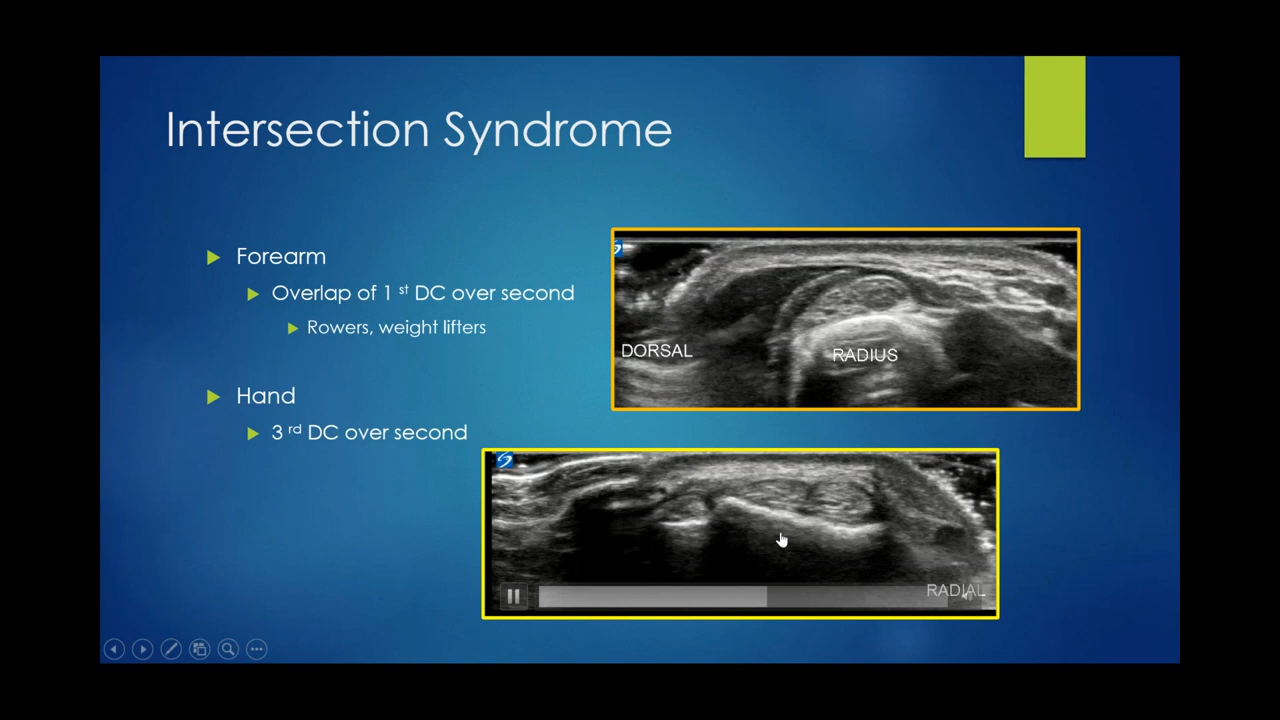 Intersection Syndrome
Forearm
Overlap of 1 st DC over second
Rowers, weight lifters
Hand
3 rd DC over second
DORSAL
RADIUS
RADIAL